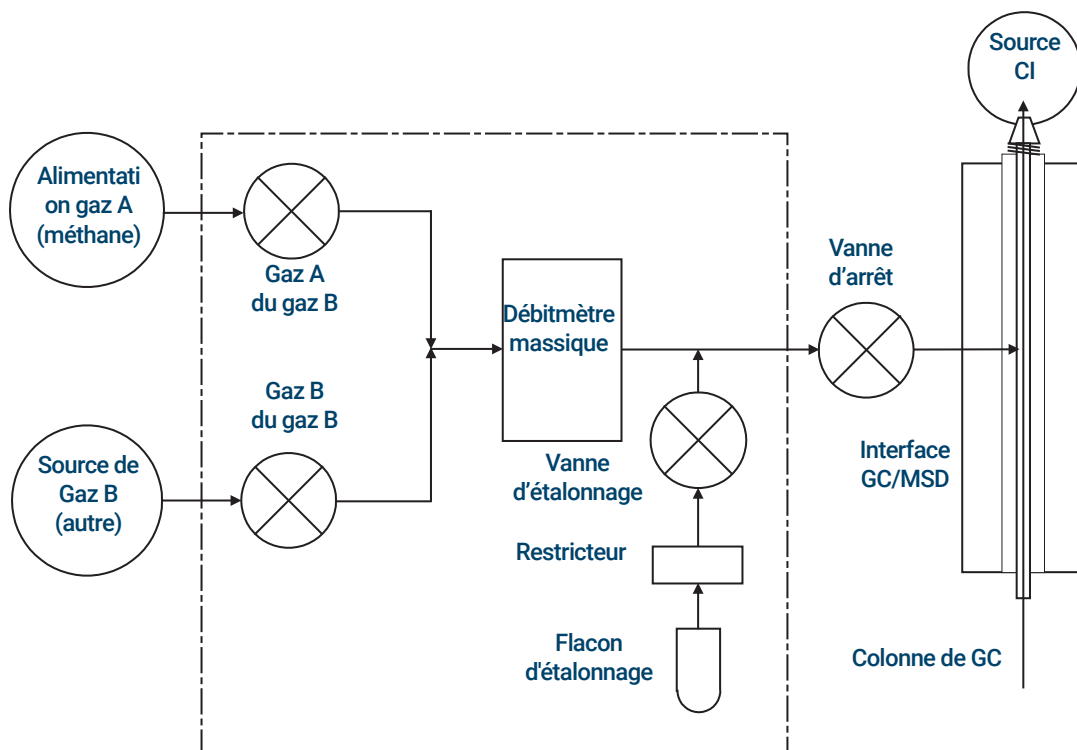 Source
CI
Alimentati
on gaz A
(méthane)
Gaz A
du gaz B
Vanne
d’arrêt
Débitmètre
massique
Gaz B
du gaz B
Source de
Gaz B
(autre)
Vanne
d’étalonnage
Interface
GC/MSD
Restricteur
Flacon
d'étalonnage
Colonne de GC